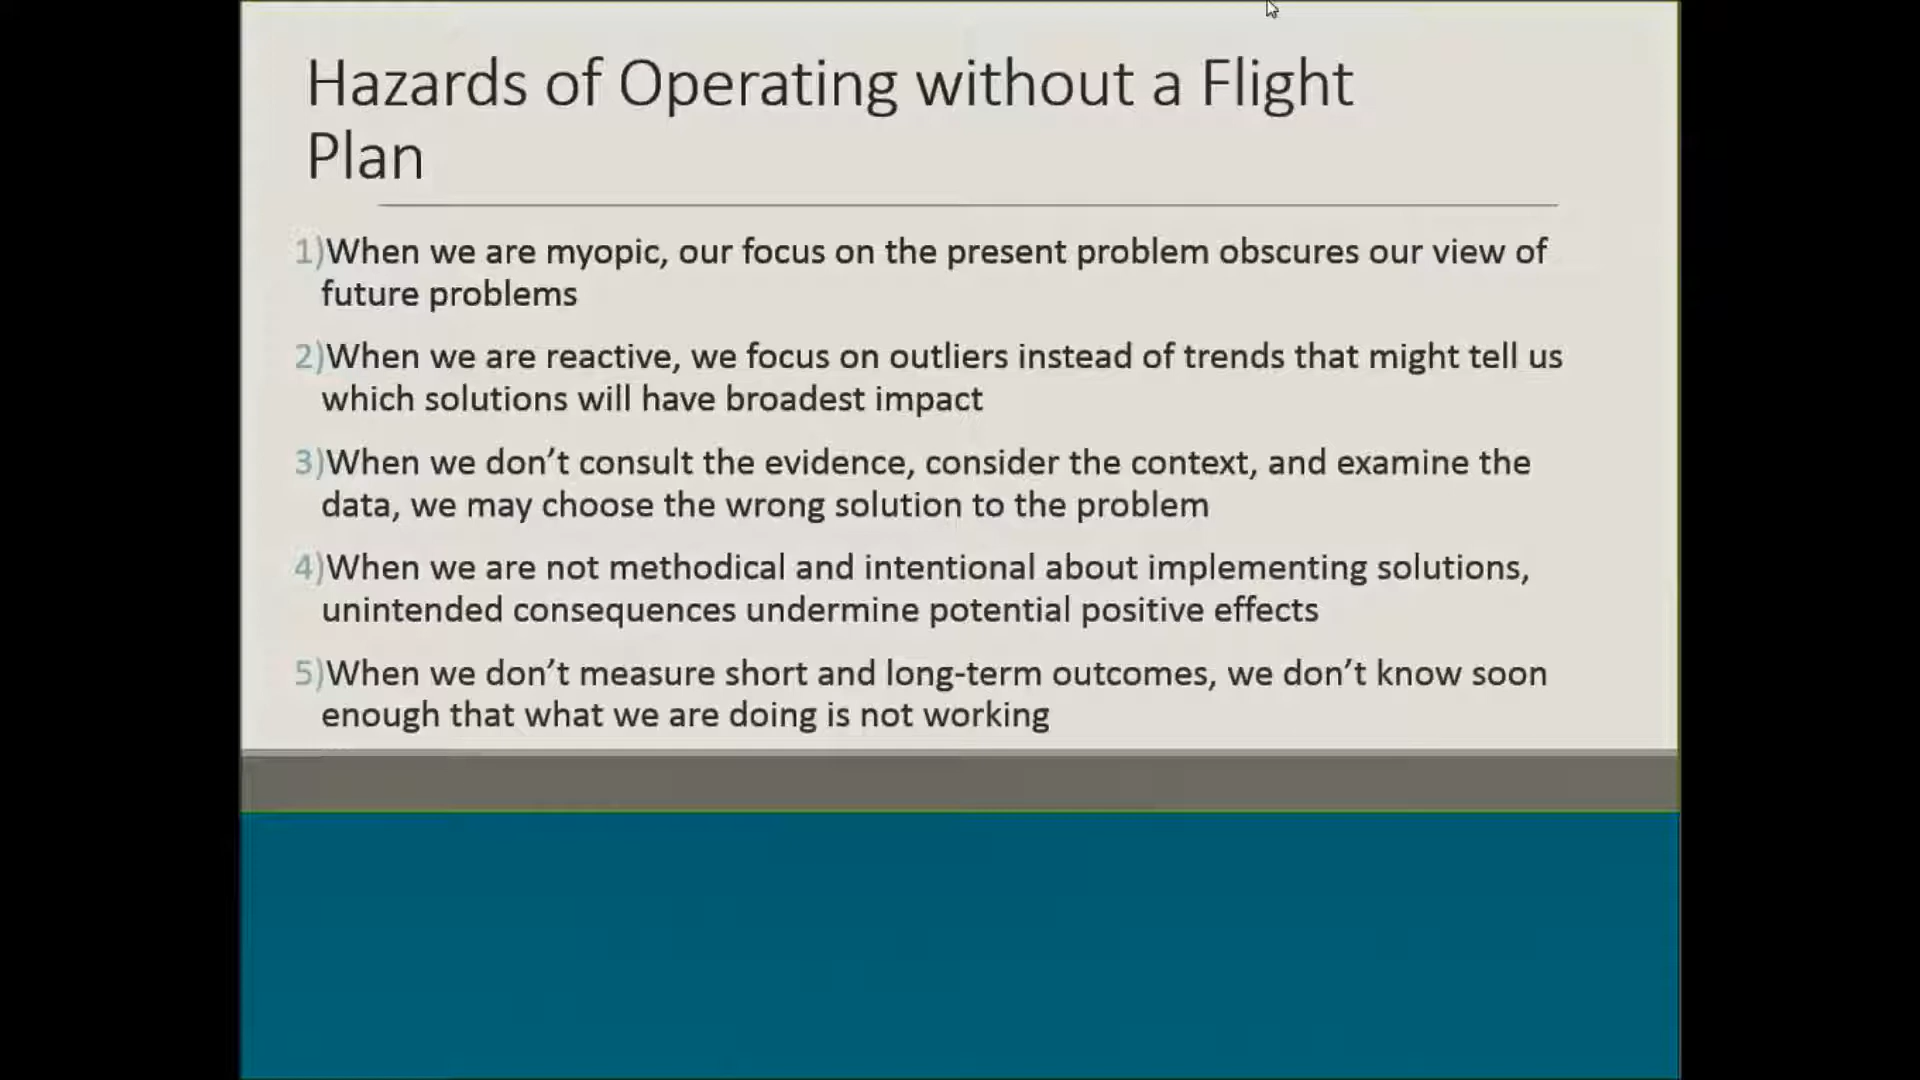 Hazards of Operating without a Flight
Plan
1)When we are myopic, our focus on the present problem obscures our view of
future problems
2)When we are reactive, we focus on outliers instead of trends that might tell us
which solutions will have broadest impact
3)When we don’t consult the evidence, consider the context, and examine the
data, we may choose the wrong solution to the problem
4)When we are not methodical and intentional about implementing solutions,
unintended consequences undermine potential positive effects
5)When we don’t measure short and long-term outcomes, we don’t know soon
enough that what we are doing is not working